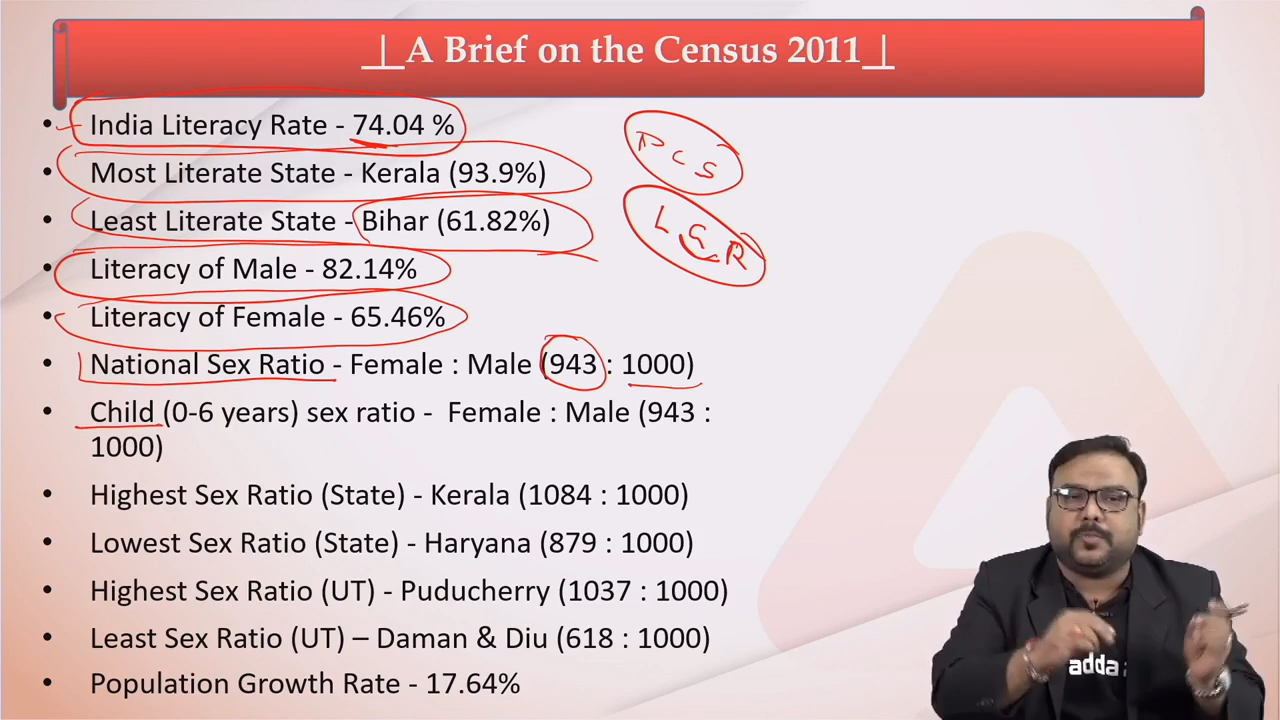 |_A Brief on the Census 2011_|
• India Literacy Rate - 74.04 %
• Most Literate State - Kerala (93.9%)
• Least Literate State - Bihar (61.82%)
• Literacy of Male - 82.14%
• Literacy of Female - 65.46%
• National Sex Ratio - Female : Male (943 : 1000)
• Child (0-6 years) sex ratio - Female : Male (943 :
1000)
• Highest Sex Ratio (State) - Kerala (1084 : 1000)
• Lowest Sex Ratio (State) - Haryana (879 : 1000)
• Highest Sex Ratio (UT) - Puducherry (1037 : 1000)
• Least Sex Ratio (UT) – Daman & Diu (618 : 1000)
• Population Growth Rate - 17.64%
PCS
LGR
adda